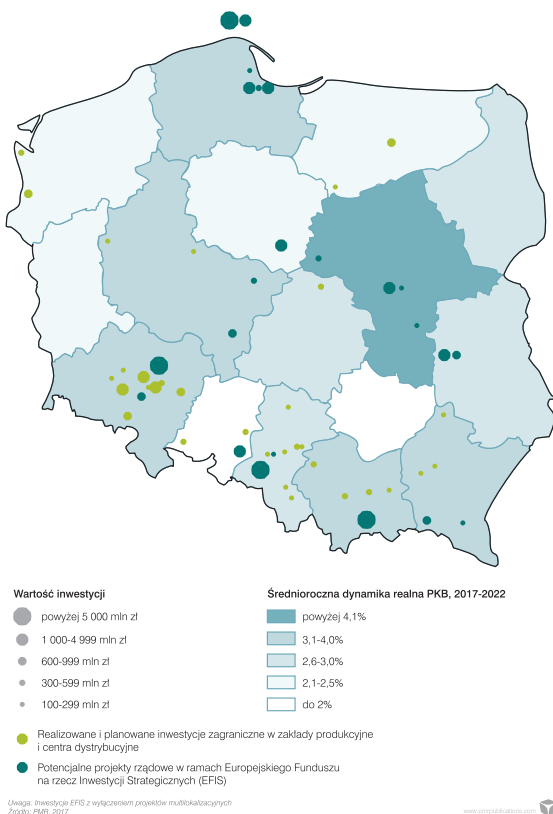 Wartość inwestycji
powyżej 5 000 mln zł
1 000-4 999 mln zł
600-999 mln zł
300-599 mln zł
100-299 mln zł
Średnioroczna dynamika realna PKB, 2017-2022
powyżej 4,1%
3,1-4,0%
2,6-3,0%
2,1-2,5%
do 2%
Realizowane i planowane inwestycje zagraniczne w zakłady produkcyjne
i centra dystrybucyjne
Potencjalne projekty rządowe w ramach Europejskiego Funduszu
na rzecz Inwestycji Strategicznych (EFIS)
Uwaga: Inwestycje EFIS z wyłączeniem projektów multilokalizacyjnych
Źródło: PMR, 2017
www.pmrpublications.com